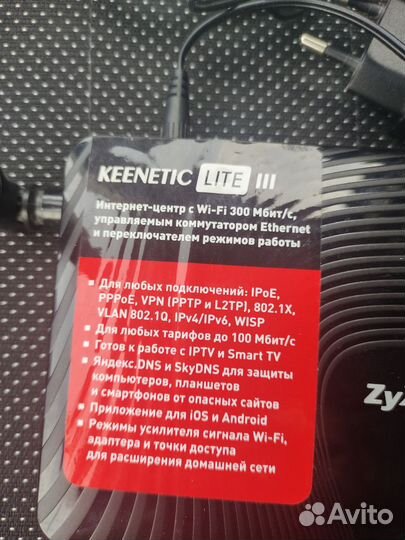 KEENETIC LITE III
Интернет-центр с Wi-Fi 300 Мбит/с,
управляемым коммутатором Ethernet
и переключателем режимов работы
Для любых подключений: IPoE,
PPPoE, VPN (PPTP и L2TP), 802.1X,
VLAN 802.1Q, IPv4/IPv6, WISP
Для любых тарифов до 100 Мбит/с
Готов к работе с IPTV и Smart TV
Яндекс.DNS и SkyDNS для защиты
компьютеров, планшетов
и смартфонов от опасных сайтов
Приложение для iOS и Android
Режимы усилителя сигнала Wi-Fi,
адаптера и точки доступа
для расширения домашней сети
Avito